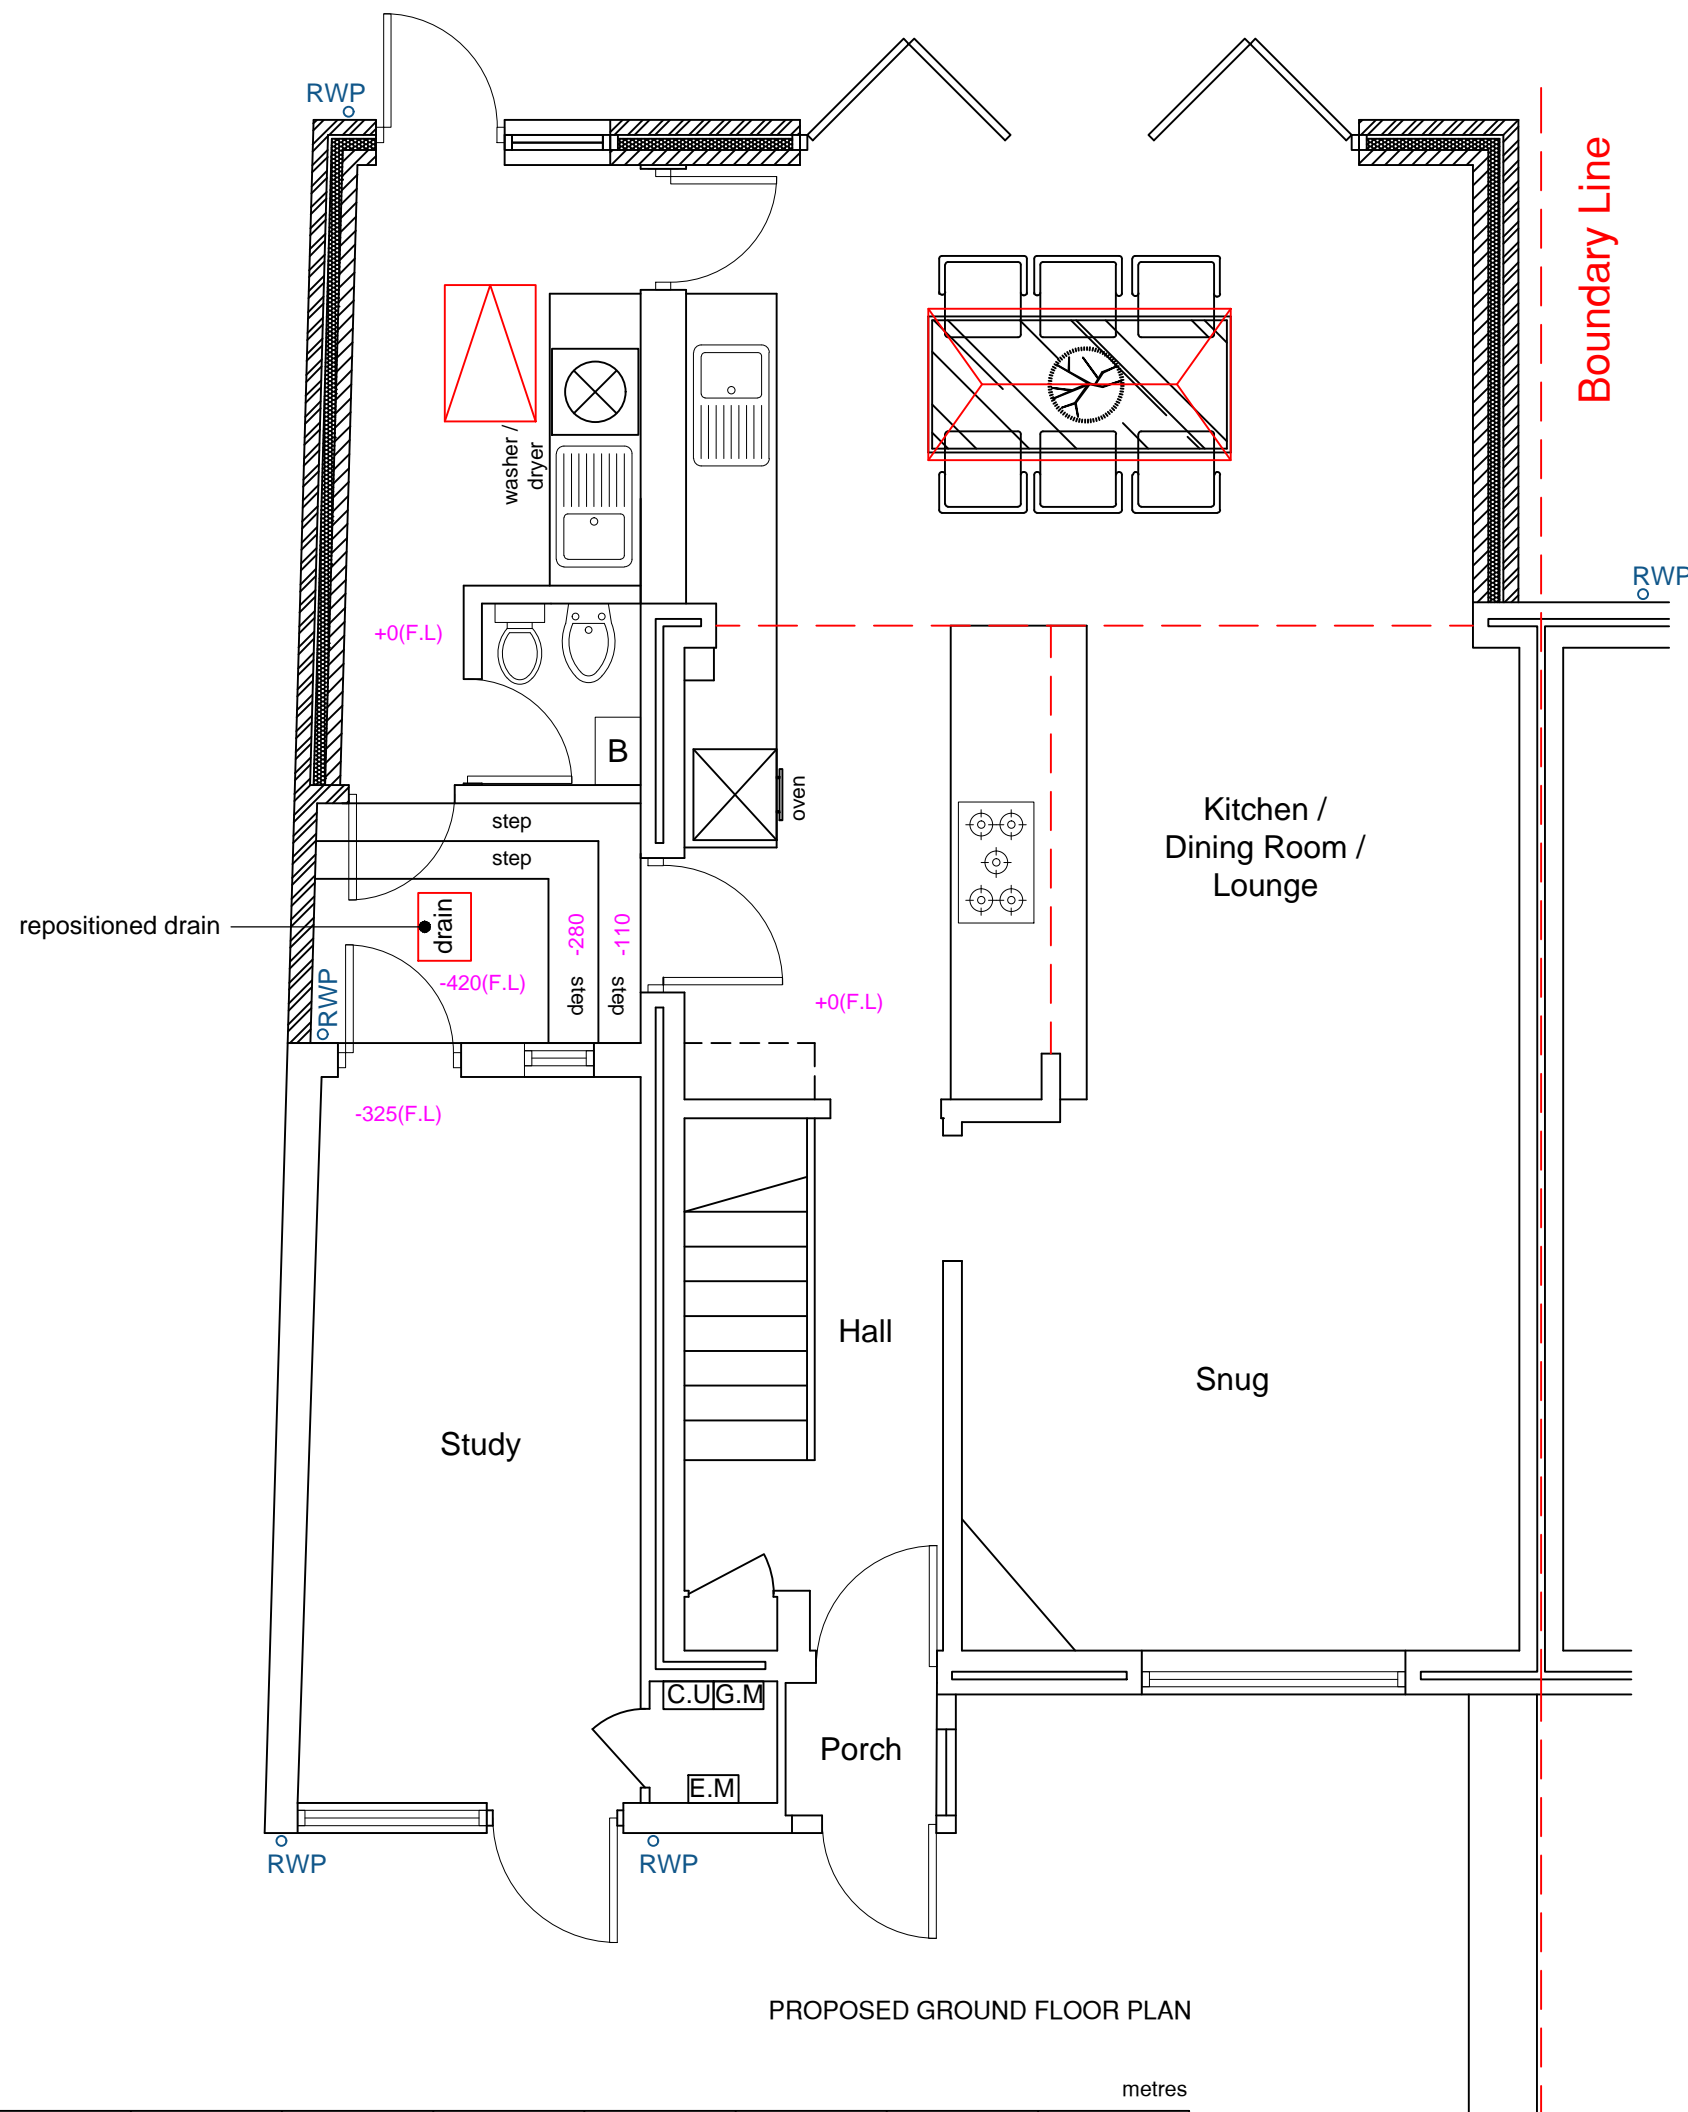 RWP
Boundary Line
washer /
dryer
RWP
+0(F.L)
B
oven
step
step
Kitchen /
Dining Room /
Lounge
repositioned drain
drain
-280
-110
step
step
-420(F.L)
RWP
+0(F.L)
-325(F.L)
Hall
Snug
Study
C.U
G.M
Porch
E.M
RWP
RWP
PROPOSED GROUND FLOOR PLAN
metres